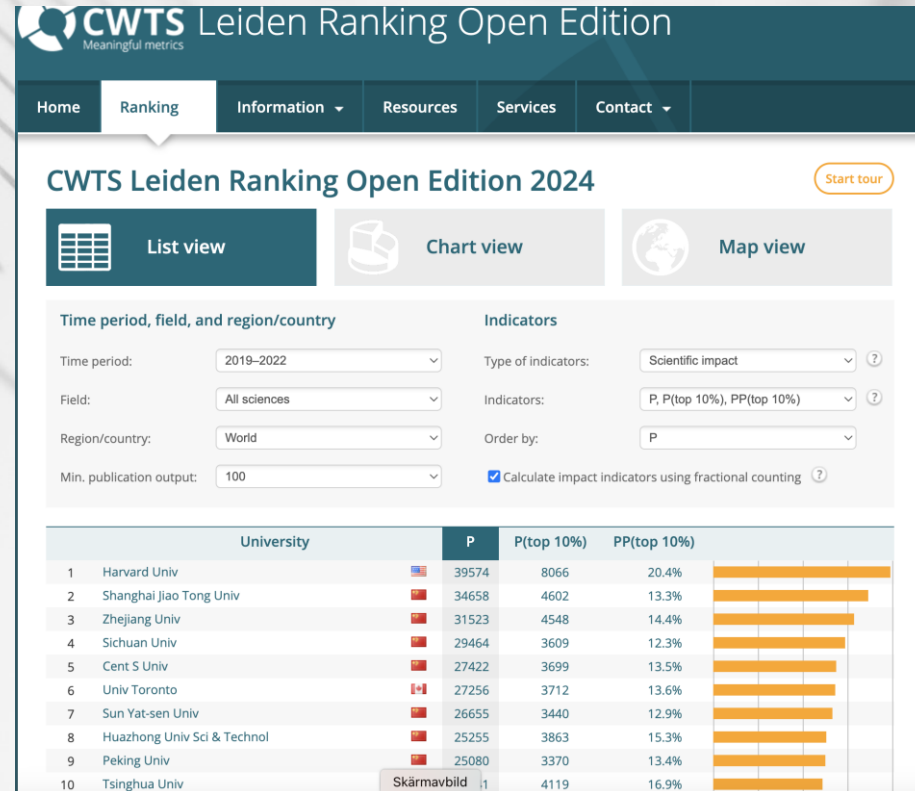 CWTS Leiden Ranking Open Edition
Meaningful metrics
Home Ranking Information Resources Services Contact
CWTS Leiden Ranking Open Edition 2024
Start tour
List view Chart view Map view
Time period, field, and region/country Indicators
Time period: 2019–2022 Type of indicators: Scientific impact ?
Field: All sciences Indicators: P, P(top 10%), PP(top 10%) ?
Region/country: World Order by: P
Min. publication output: 100 Calculate impact indicators using fractional counting ?
University P P(top 10%) PP(top 10%)
1 Harvard Univ 39574 8066 20.4%
2 Shanghai Jiao Tong Univ 34658 4602 13.3%
3 Zhejiang Univ 31523 4548 14.4%
4 Sichuan Univ 29464 3609 12.3%
5 Cent S Univ 27422 3699 13.5%
6 Univ Toronto 27256 3712 13.6%
7 Sun Yat-sen Univ 26655 3440 12.9%
8 Huazhong Univ Sci & Technol 25255 3863 15.3%
9 Peking Univ 25080 3370 13.4%
10 Tsinghua Univ 4119 16.9%
Skärmavbild